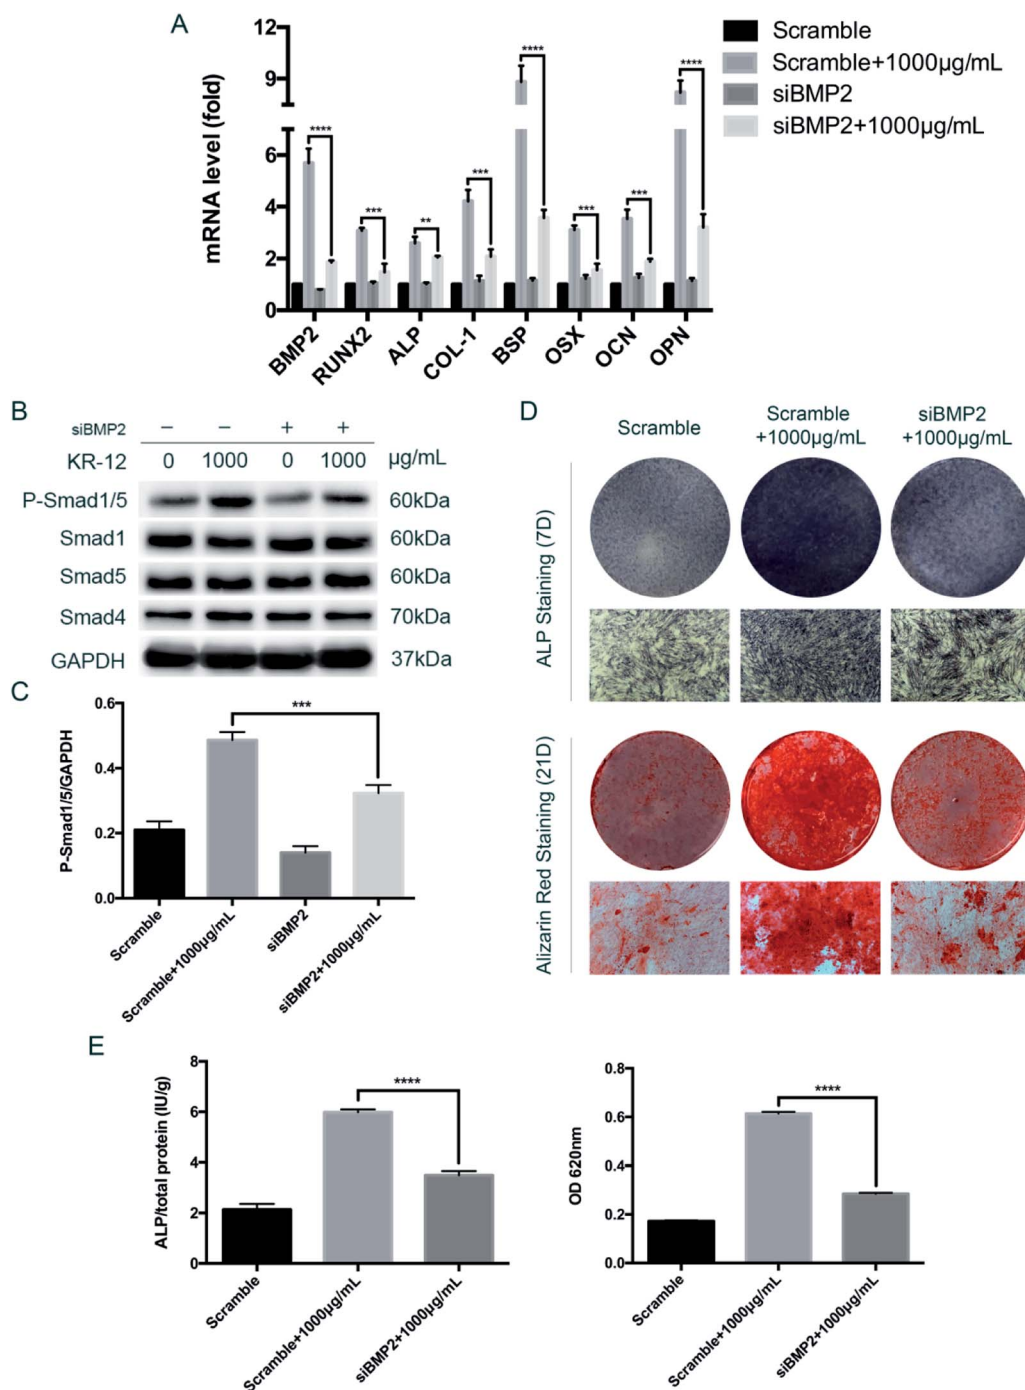 A
mRNA level (fold)
12
9
6
4
2
0
****
***
**
***
****
***
***
****
BMP2
RUNX2
ALP
COL-1
BSP
OSX
OCN
OPN
Scramble
Scramble+1000μg/mL
siBMP2
siBMP2+1000μg/mL
B
siBMP2 – – + +
KR-12 0 1000 0 1000 μg/mL
P-Smad1/5 60kDa
Smad1 60kDa
Smad5 60kDa
Smad4 70kDa
GAPDH 37kDa
C
P-Smad1/5/GAPDH
0.6
0.4
0.2
0.0
***
Scramble
Scramble+1000μg/mL
siBMP2
siBMP2+1000μg/mL
D
Scramble
Scramble
+1000μg/mL
siBMP2
+1000μg/mL
ALP Staining (7D)
Alizarin Red Staining (21D)
E
ALP/total protein (IU/g)
8
6
4
2
0
****
Scramble
Scramble+1000μg/mL
siBMP2+1000μg/mL
OD 620nm
0.8
0.6
0.4
0.2
0.0
****
Scramble
Scramble+1000μg/mL
siBMP2+1000μg/mL